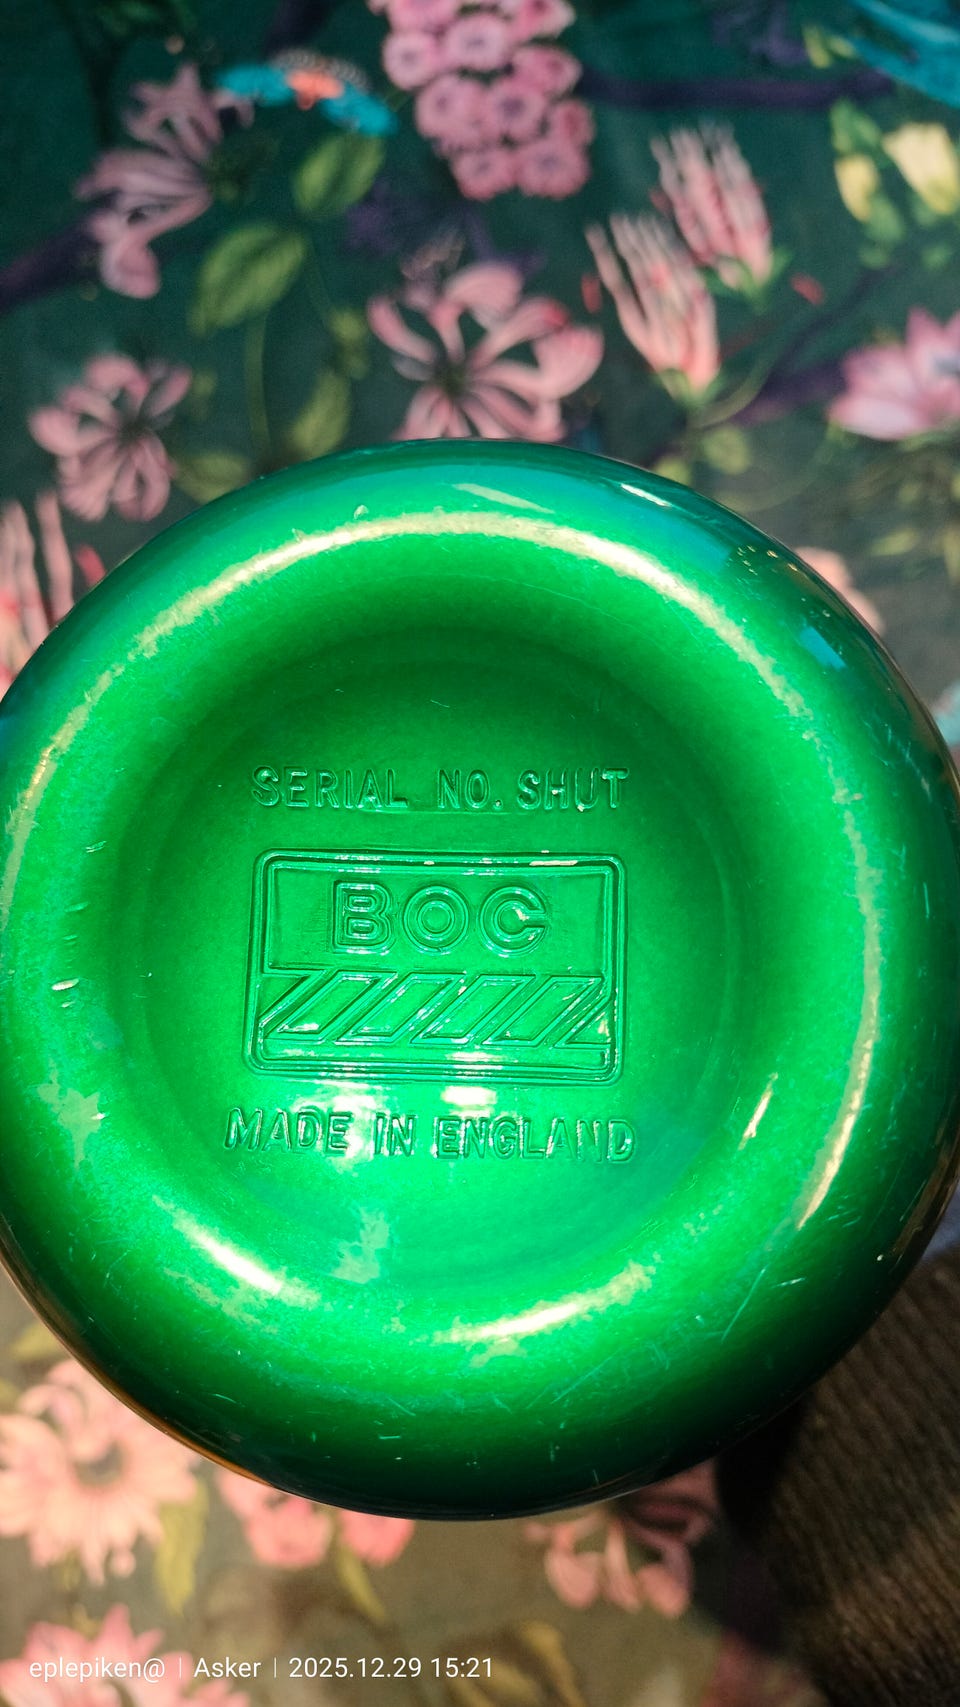 SERIAL NO. SHUT
BOC
MADE IN ENGLAND
eplepiken@ | Asker | 2025.12.29 15:21